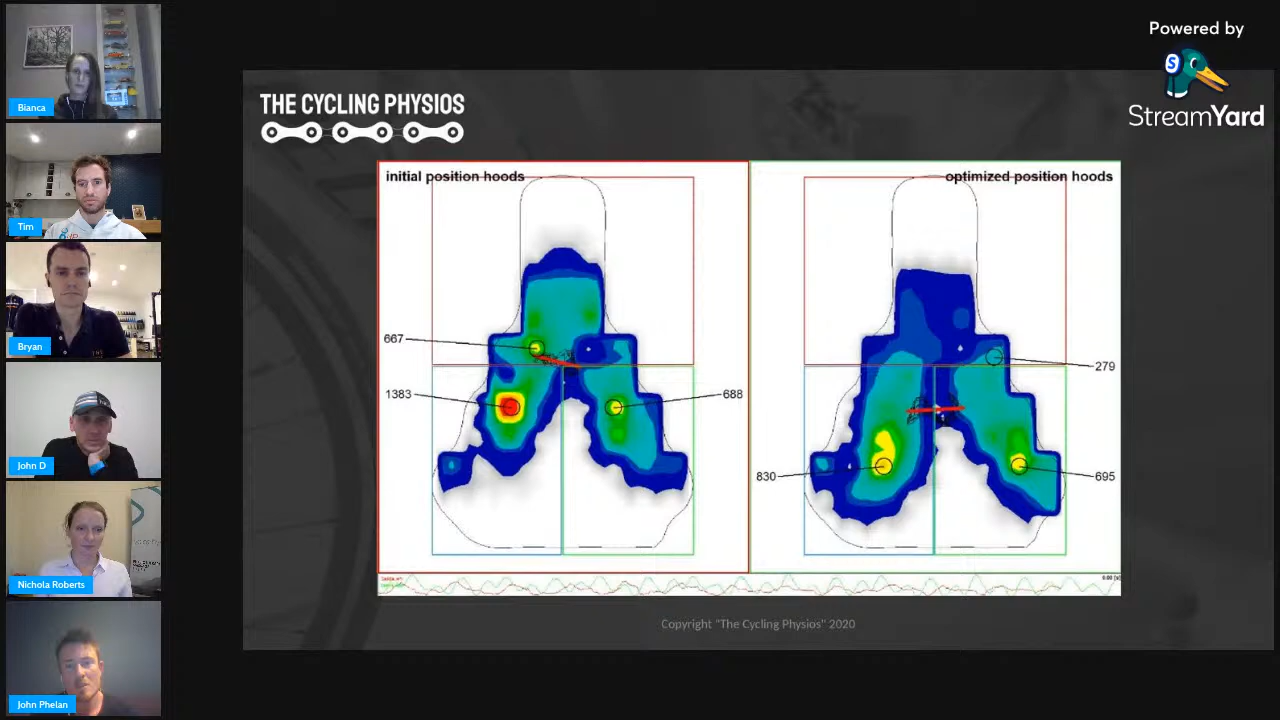 Powered by
StreamYard
Bianca
Tim
Bryan
John D
Nichola Roberts
John Phelan
THE CYCLING PHYSIOS
initial position hoods
optimized position hoods
667
1383
688
279
830
695
Copyright "The Cycling Physios" 2020